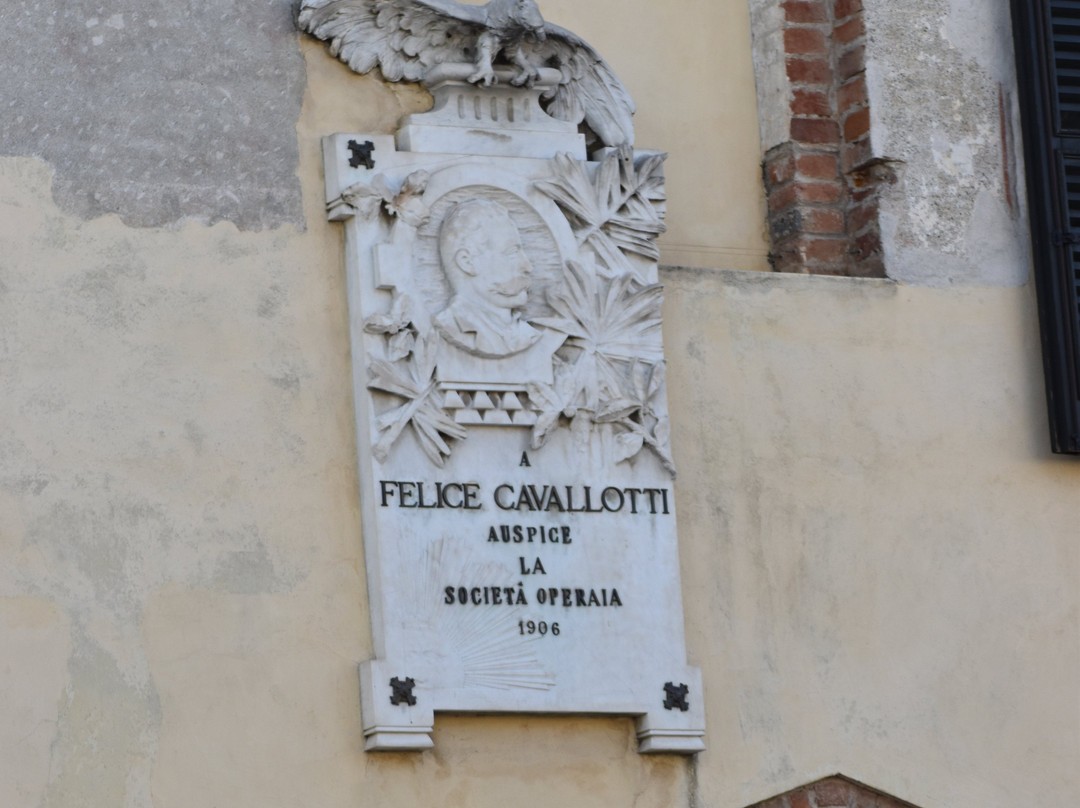 A
FELICE CAVALLOTTI
AUSPICE
LA
SOCIETÀ OPERAIA
1906